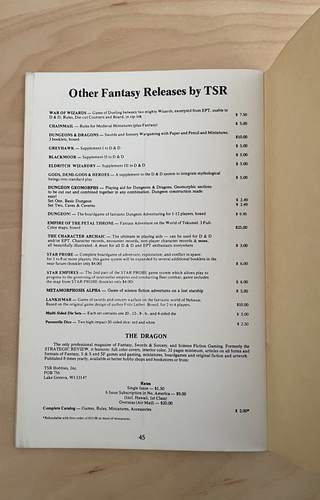 Other Fantasy Releases by TSR
WAR OF WIZARDS — Game of Dueling between two mighty Wizards, excerpted from EPT, usable in
D & D, Rules, Die-cut Counters and Board, in zip-lok $ 7.50
CHAINMAIL — Rules for Medieval Miniatures (plus Fantasy) $ 5.00
DUNGEONS & DRAGONS — Swords and Sorcery Wargaming with Paper and Pencil and Miniatures.
3 booklets, boxed $10.00
GREYHAWK — Supplement I to D & D $ 5.00
BLACKMOOR — Supplement II to D & D $ 5.00
ELDRITCH WIZARDRY — Supplement III to D & D $ 5.00
GODS, DEMI-GODS & HEROES — A supplement to the D & D system to integrate mythological
beings into standard play $ 5.00
DUNGEON GEOMORPHS — Playing aid for Dungeons & Dragons. Geomorphic sections
to be cut out and combined together in any combination. Dungeon construction made
easy!
Set One, Basic Dungeon $ 2.49
Set Two, Caves & Caverns $ 2.49
DUNGEON! — The boardgame of fantastic Dungeon Adventuring for 1-12 players, boxed $ 9.95
EMPIRE OF THE PETAL THRONE — Fantasy Adventure on the World of Tekumel. 3 Full-
Color maps, boxed $25.00
THE CHARACTER ARCHAIC — The ultimate in playing aids — can be used for D & D
and/or EPT. Character records, encounter records, non player character records & more,
all beautifully illustrated. A must for all D & D and EPT enthusiasts everywhere $ 3.00
STAR PROBE — Complete boardgame of adventure, exploration, and conflict in space
for 1 to 8 or more players; the game system will be expanded by several additional booklets in the
near future (booklet only $4.00) $ 6.00
STAR EMPIRES — The 2nd part of the STAR PROBE game system which allows play to
progress to the governing of interstellar empires and conducting fleet combat, game includes
the map from STAR PROBE (booklet only $4.00) $ 6.00
METAMORPHOSIS ALPHA — Game of science fiction adventures on a lost starship $ 5.00
LANKHMAR — Game of swords and sorcery warfare on the fantastic world of Nehwon.
Based on the original game design of author Fritz Leiber. Boxed, for 2 or more players $10.00
Multi-Sided Die Sets — Each set contains one 20-, 12-, 8-, 6-, and 4-sided die $ 3.00
Percentile Dice — Two high impact 20-sided dice: red and white $ 2.50
THE DRAGON
The only professional magazine of Fantasy, Swords & Sorcery, and Science Fiction Gaming. Formerly the
STRATEGIC REVIEW, it features: full color covers, interior color, 32 pages minimum, articles on all forms and
formats of Fantasy, S & S and SF games and gaming, miniatures, boardgames and original fiction and artwork.
Published 8 times yearly, available at better hobby shops and bookstores or from:
TSR Hobbies, Inc.
POB 756
Lake Geneva, WI 53147
Rates
Single Issue — $1.50
6 Issue Subscription in No. America — $9.00
(Incl. Hawaii, 1st Class)
Overseas (Air Mail) — $20.00
Complete Catalog — Games, Rules, Miniatures, Accessories $ 2.00*
*Refundable with first order of $10.00 or more of miniatures.
45